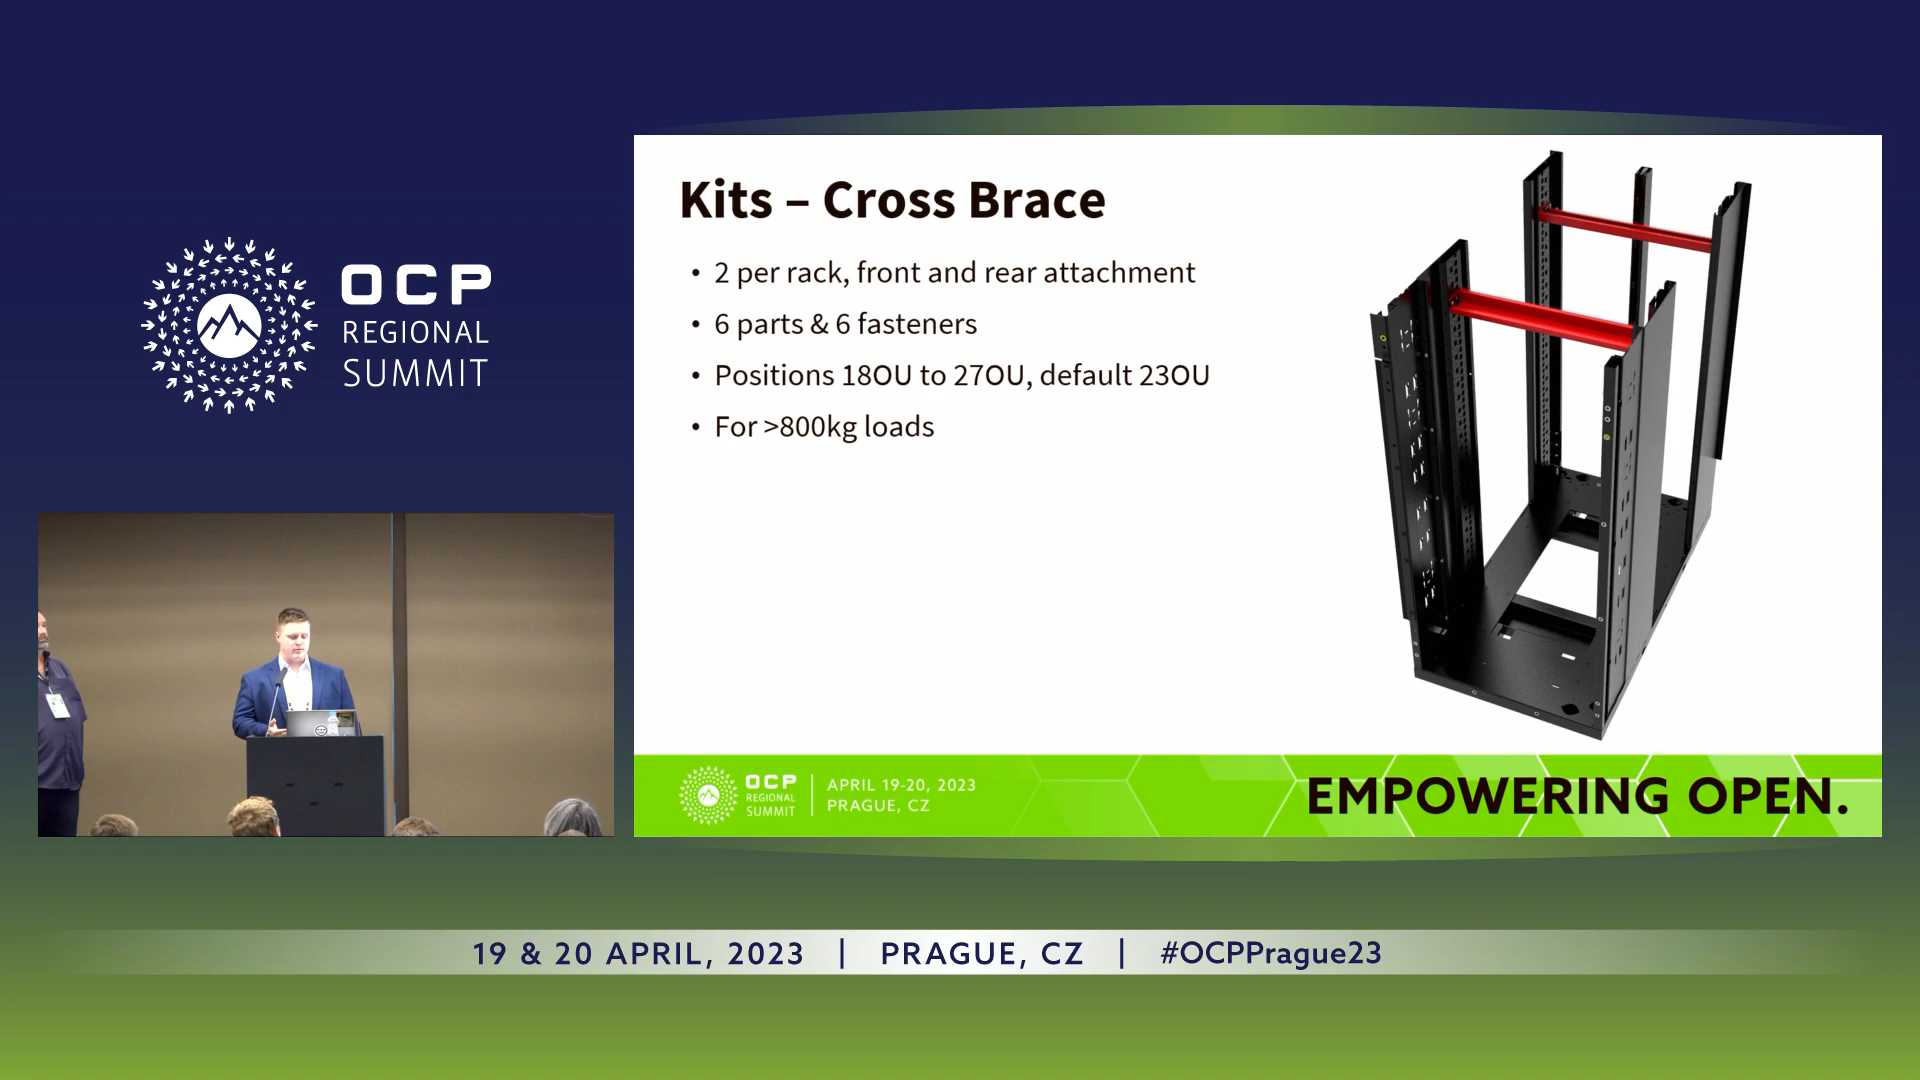 OCP
REGIONAL
SUMMIT
Kits – Cross Brace
• 2 per rack, front and rear attachment
• 6 parts & 6 fasteners
• Positions 18OU to 27OU, default 23OU
• For >800kg loads
OCP
REGIONAL
SUMMIT
APRIL 19-20, 2023
PRAGUE, CZ
EMPOWERING OPEN.
19 & 20 APRIL, 2023 | PRAGUE, CZ | #OCPPrague23